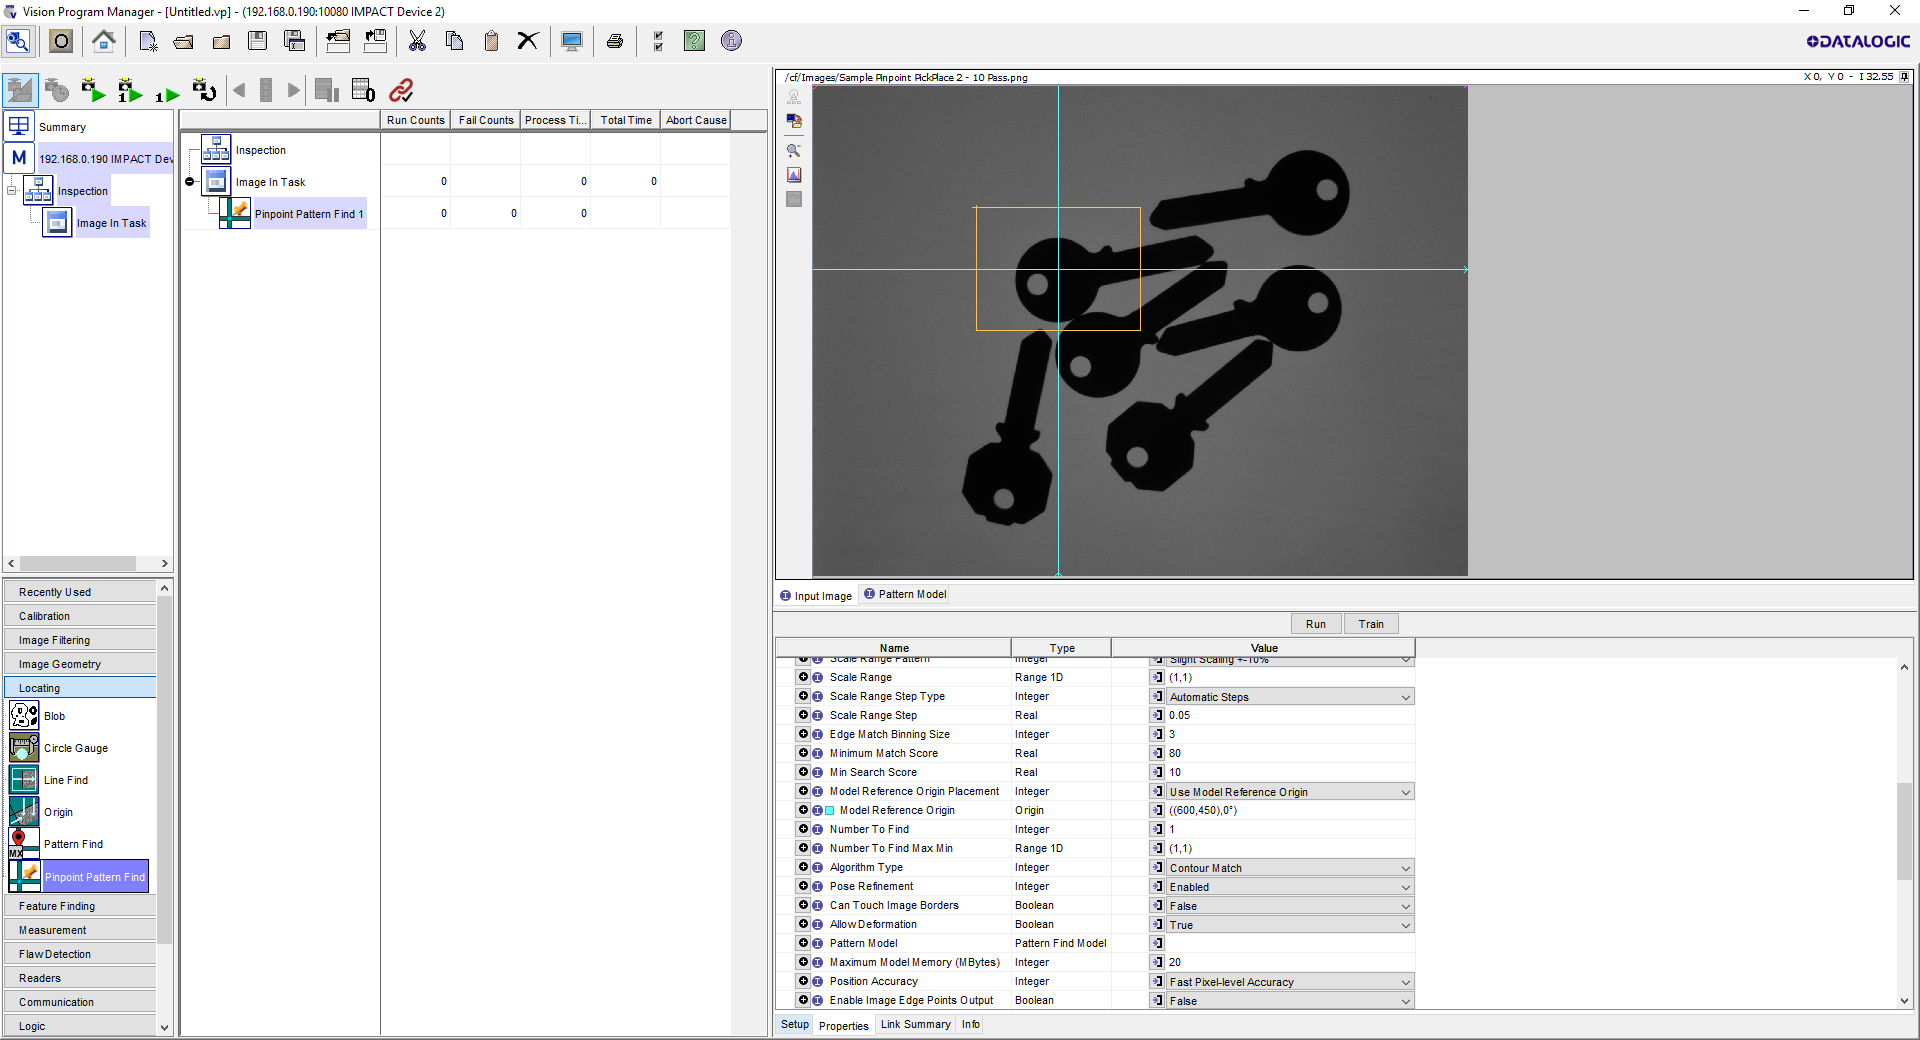 Vision Program Manager - [Untitled.vp] - (192.168.0.190:10080 IMPACT Device 2)
DATALOGIC
Summary
M 192.168.0.190 IMPACT Dev
Inspection
Image In Task
Run Counts Fail Counts Process Ti... Total Time Abort Cause
Inspection
Image In Task 0 0 0
Pinpoint Pattern Find 1 0 0 0
Recently Used
Calibration
Image Filtering
Image Geometry
Locating
Blob
Circle Gauge
Line Find
Origin
Pattern Find
Pinpoint Pattern Find
Feature Finding
Measurement
Flaw Detection
Readers
Communication
Logic
/cf/Images/Sample Pinpoint PickPlace 2 - 10 Pass.png X 0, Y 0 - I 32.55
Input Image Pattern Model
Run Train
Name Type Value
Scale Range Pattern Integer Slight Scaling +-10%
Scale Range Range 1D (1,1)
Scale Range Step Type Integer Automatic Steps
Scale Range Step Real 0.05
Edge Match Binning Size Integer 3
Minimum Match Score Real 80
Min Search Score Real 10
Model Reference Origin Placement Integer Use Model Reference Origin
Model Reference Origin Origin ((600,450),0°)
Number To Find Integer 1
Number To Find Max Min Range 1D (1,1)
Algorithm Type Integer Contour Match
Pose Refinement Integer Enabled
Can Touch Image Borders Boolean False
Allow Deformation Boolean True
Pattern Model Pattern Find Model
Maximum Model Memory (MBytes) Integer 20
Position Accuracy Integer Fast Pixel-level Accuracy
Enable Image Edge Points Output Boolean False
Setup Properties Link Summary Info